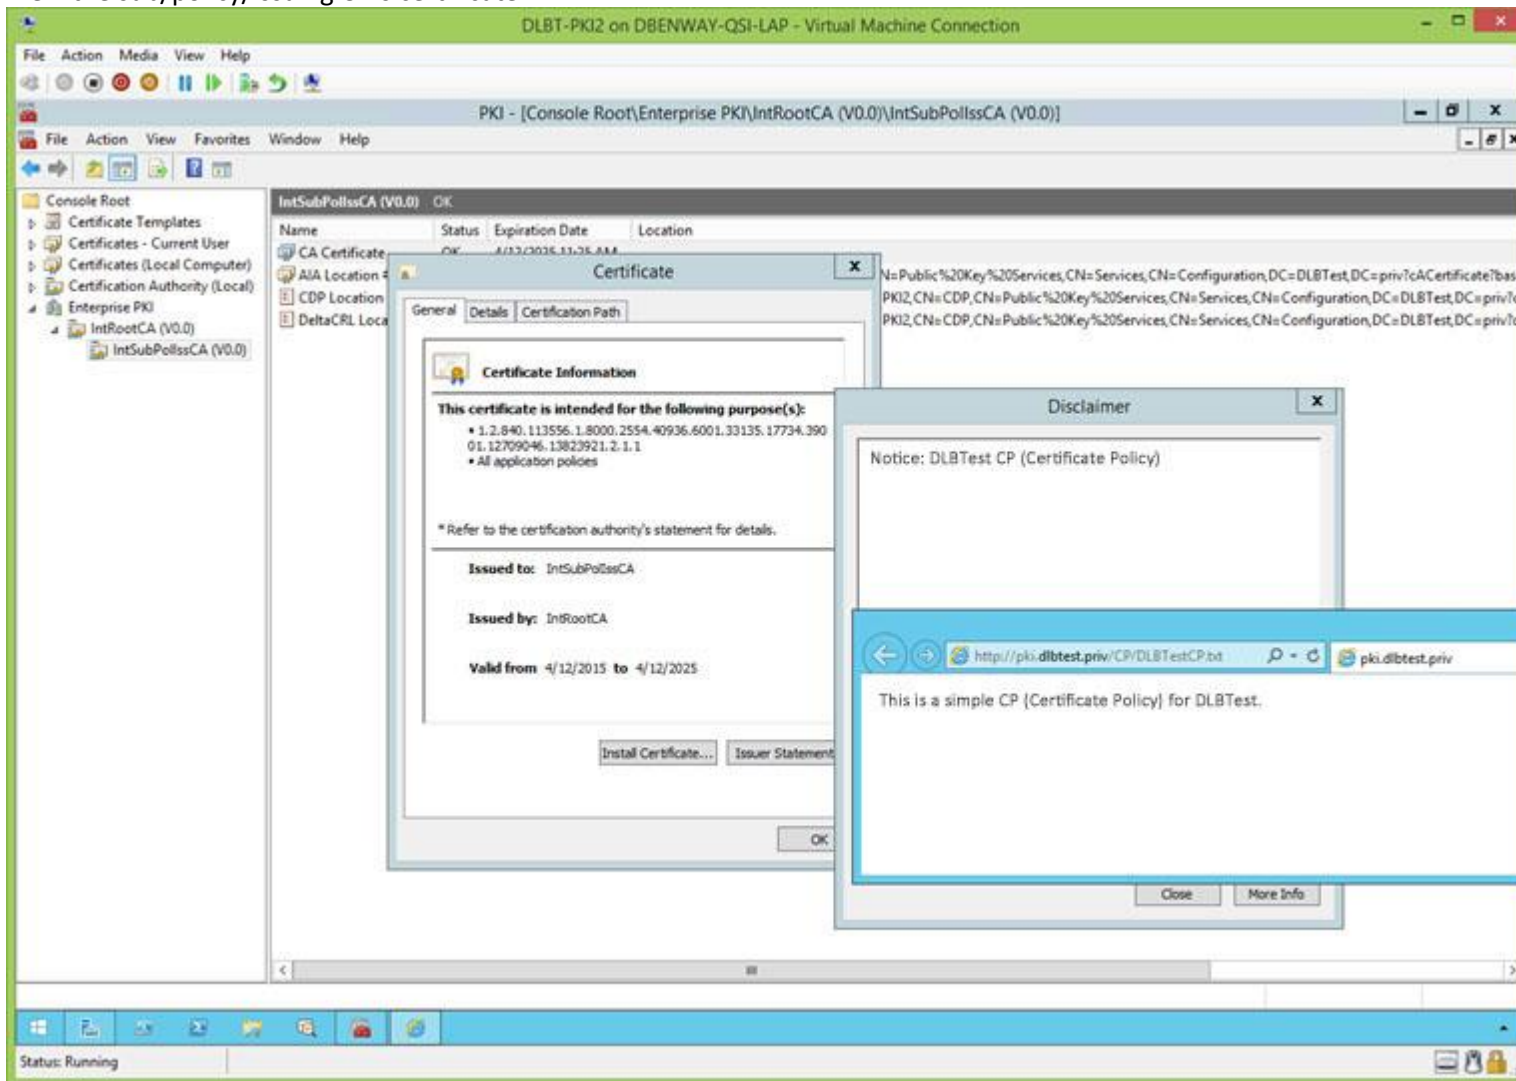 DLBT-PKI2 on DBENWAY-QSI-LAP - Virtual Machine Connection
File Action Media View Help
PKI - [Console Root\Enterprise PKI\IntRootCA (V0.0)\IntSubPolIssCA (V0.0)]
File Action View Favorites Window Help
Console Root
Certificate Templates
Certificates - Current User
Certificates (Local Computer)
Certification Authority (Local)
Enterprise PKI
IntRootCA (V0.0)
IntSubPolIssCA (V0.0)
IntSubPolIssCA (V0.0) OK
Name Status Expiration Date Location
CA Certificate OK 4/12/2025 11:25 AM
AIA Location #
CDP Location
DeltaCRL Loca
N=Public%20Key%20Services,CN=Services,CN=Configuration,DC=DLBTest,DC=priv?cACertificate?bas
PKI2,CN=CDP,CN=Public%20Key%20Services,CN=Services,CN=Configuration,DC=DLBTest,DC=priv?c
PKI2,CN=CDP,CN=Public%20Key%20Services,CN=Services,CN=Configuration,DC=DLBTest,DC=priv?c
Certificate
General Details Certification Path
Certificate Information
This certificate is intended for the following purpose(s):
• 1.2.840.113556.1.8000.2554.40936.6001.33135.17734.390
01.12709046.13823921.2.1.1
• All application policies
* Refer to the certification authority's statement for details.
Issued to: IntSubPolIssCA
Issued by: IntRootCA
Valid from 4/12/2015 to 4/12/2025
Install Certificate... Issuer Statement
OK
Disclaimer
Notice: DLBTest CP (Certificate Policy)
http://pki.dlbtest.priv/CP/DLBTestCP.txt
pki.dlbtest.priv
This is a simple CP (Certificate Policy) for DLBTest.
Close More Info
Status: Running